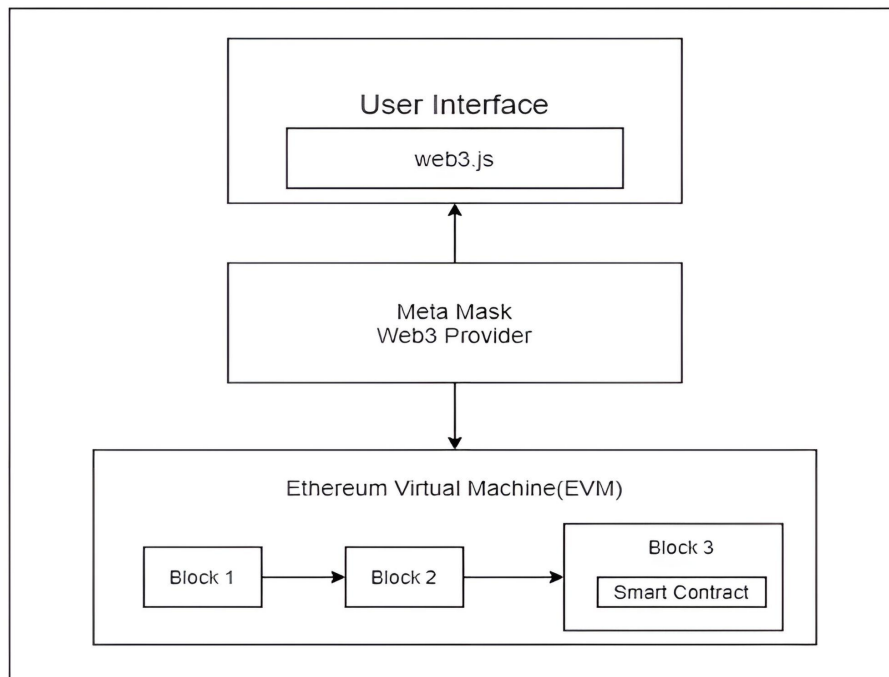 User Interface
web3.js
Meta Mask
Web3 Provider
Ethereum Virtual Machine(EVM)
Block 1
Block 2
Block 3
Smart Contract